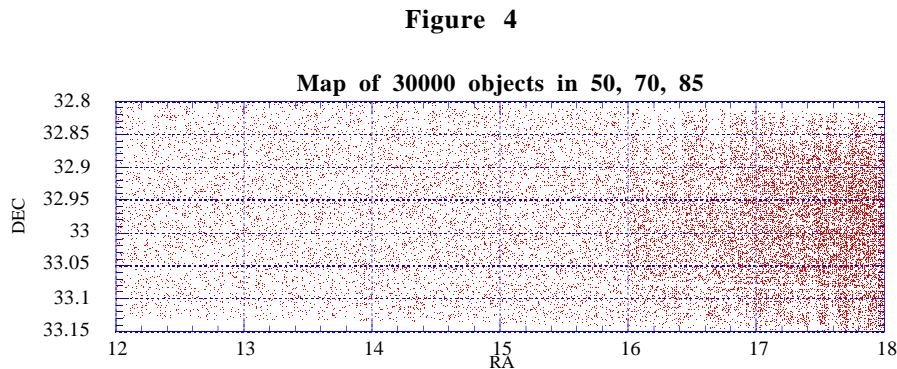 Figure 4
Map of 30000 objects in 50, 70, 85
32.8
32.85
32.9
32.95
33
33.05
33.1
33.15
DEC
12 13 14 15 16 17 18
RA